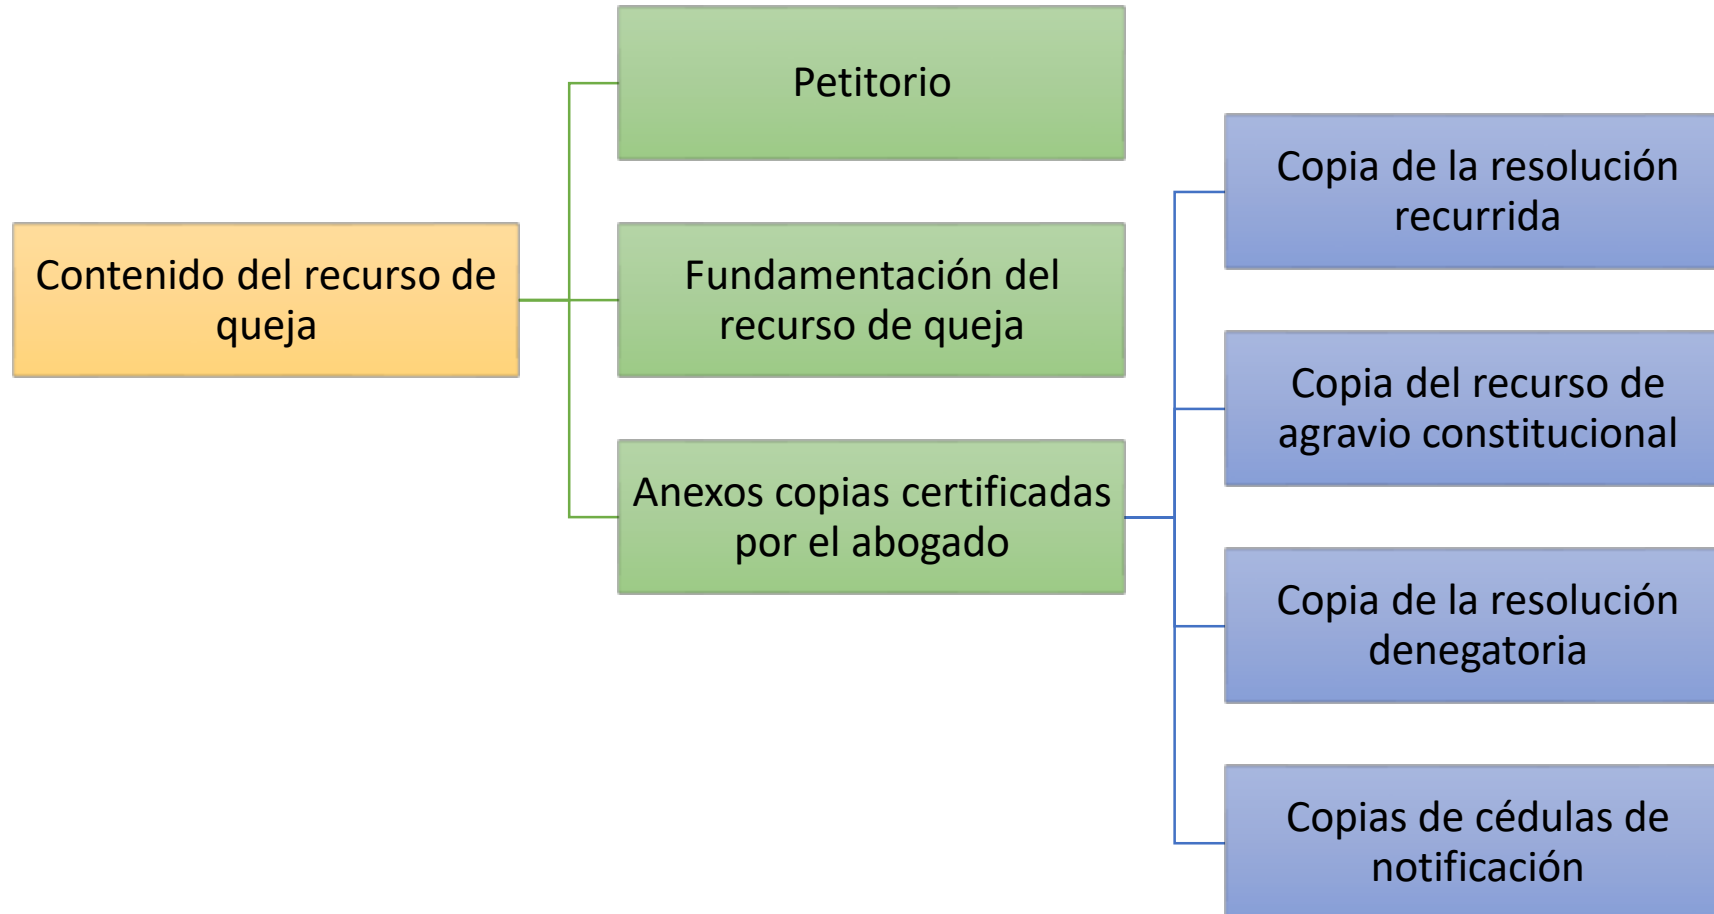 Contenido del recurso de
queja
Petitorio
Fundamentación del
recurso de queja
Anexos copias certificadas
por el abogado
Copia de la resolución
recurrida
Copia del recurso de
agravio constitucional
Copia de la resolución
denegatoria
Copias de cédulas de
notificación